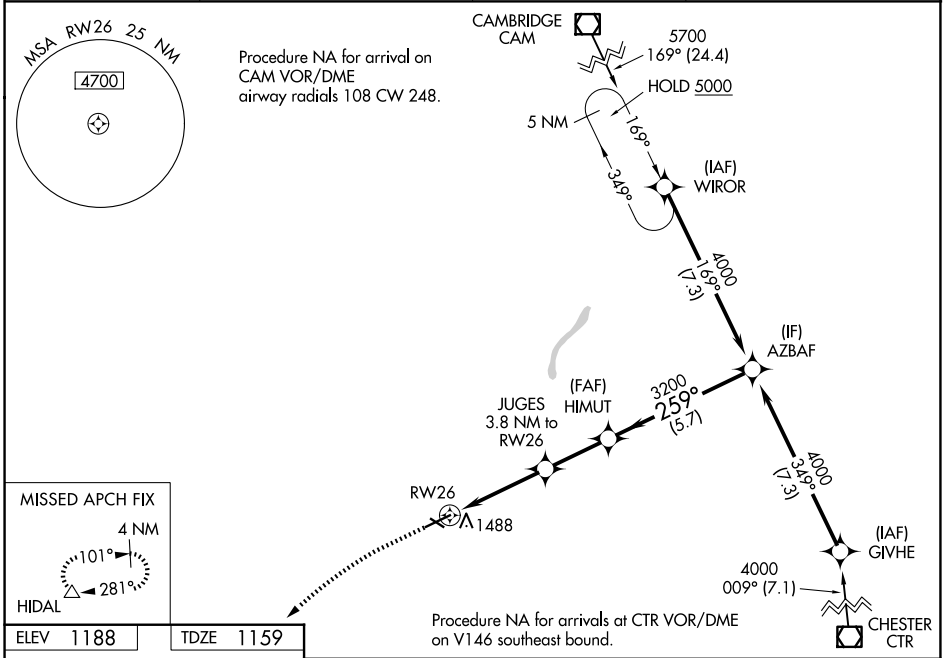 MSA RW26 25 NM
4700
Procedure NA for arrival on
CAM VOR/DME
airway radials 108 CW 248.
CAMBRIDGE
CAM
5700
169° (24.4)
HOLD 5000
5 NM
169°
349°
(IAF)
WIROR
4000
169°
(7.3)
(IF)
AZBAF
3200
259°
(5.7)
(FAF)
HIMUT
JUGES
3.8 NM to
RW26
RW26
1488
4000
349°
(7.3)
(IAF)
GIVHE
4000
009° (7.1)
CHESTER
CTR
MISSED APCH FIX
4 NM
101°
281°
HIDAL
Procedure NA for arrivals at CTR VOR/DME
on V146 southeast bound.
ELEV 1188
TDZE 1159